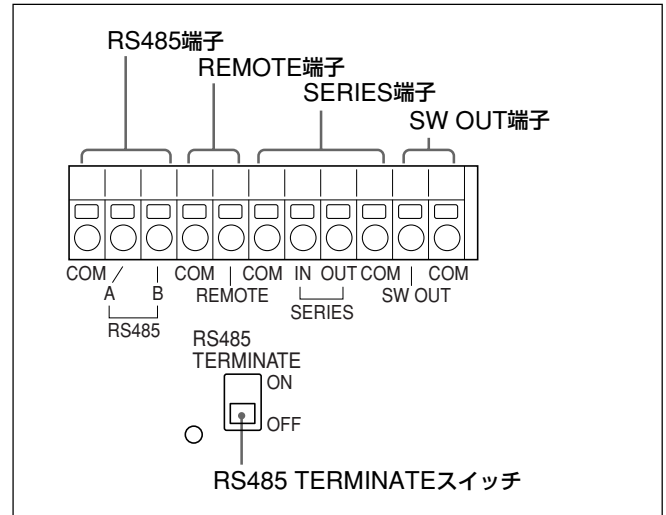 RS485端子
REMOTE端子
SERIES端子
SW OUT端子
COM A B COM COM IN OUT COM COM
REMOTE SW OUT
RS485 SERIES
RS485
TERMINATE
ON
OFF
RS485 TERMINATEスイッチ